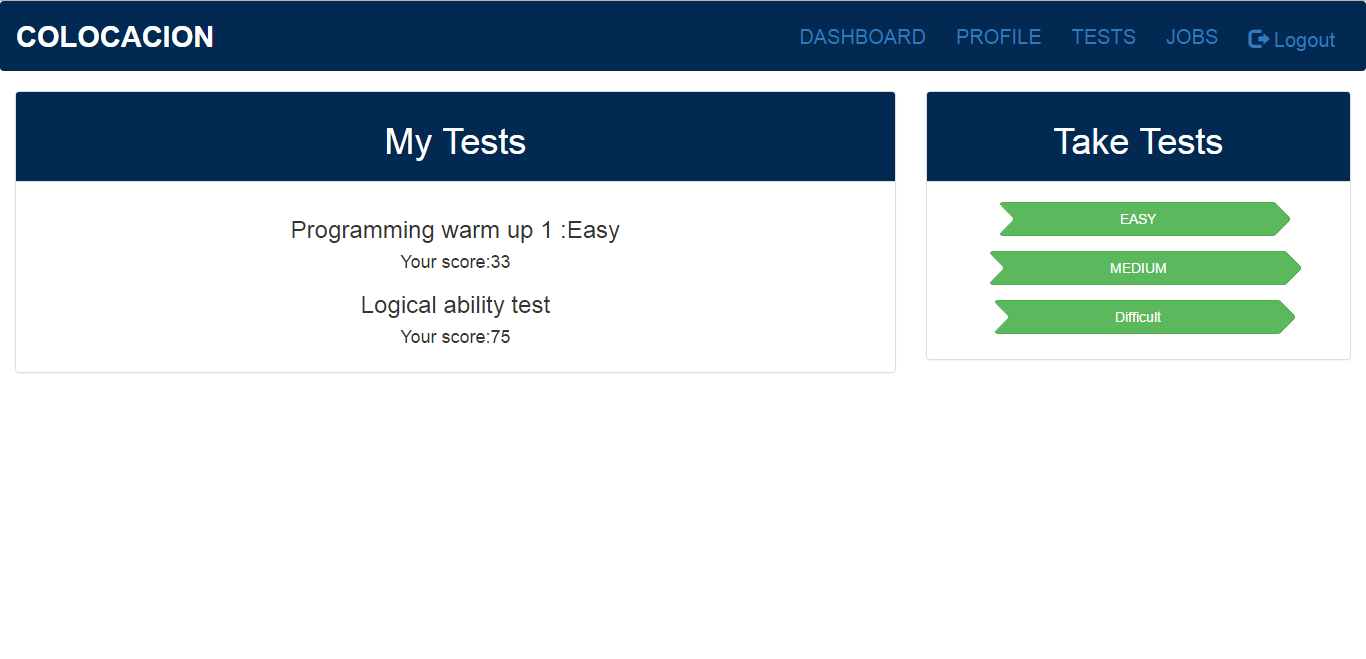 COLOCACION
DASHBOARD PROFILE TESTS JOBS Logout
My Tests
Programming warm up 1 :Easy
Your score:33
Logical ability test
Your score:75
Take Tests
EASY
MEDIUM
Difficult